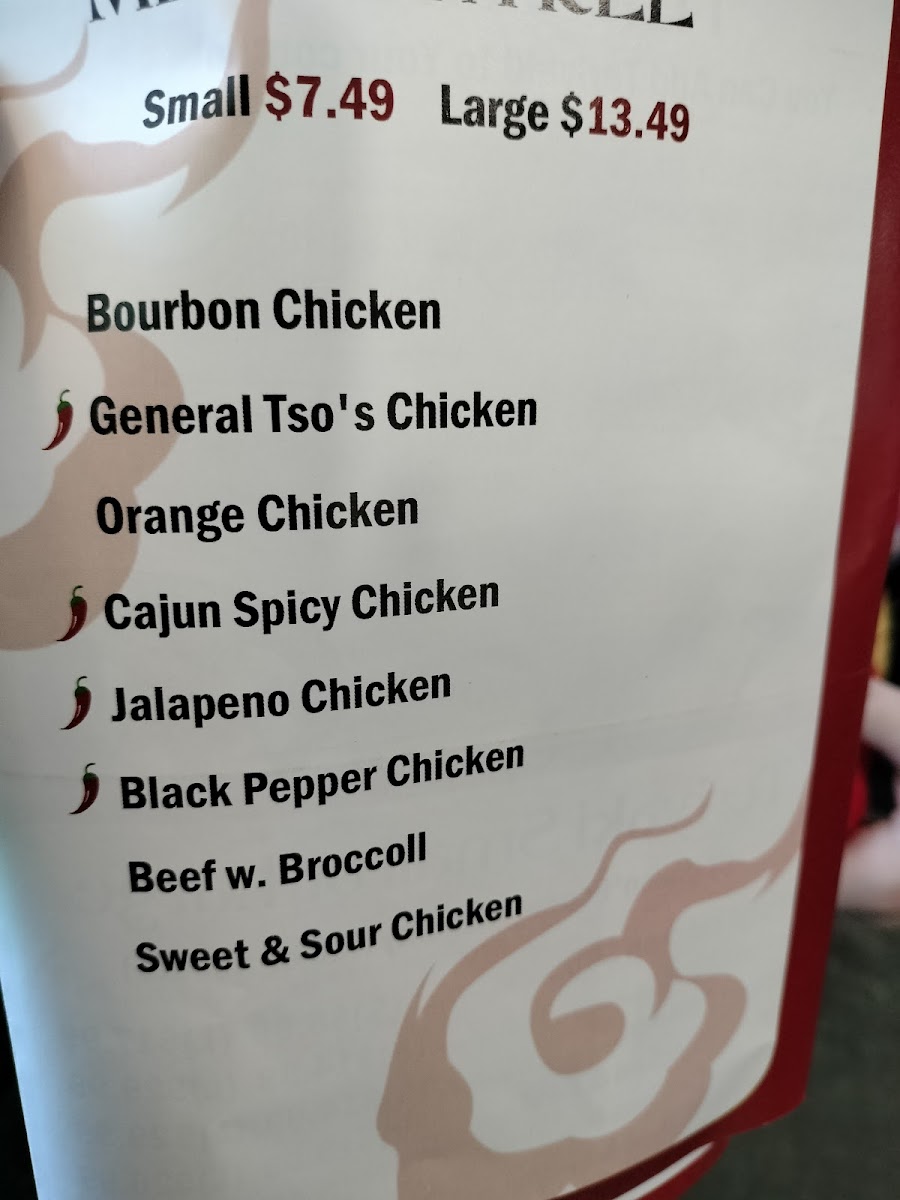 Small $7.49 Large $13.49
Bourbon Chicken
General Tso's Chicken
Orange Chicken
Cajun Spicy Chicken
Jalapeno Chicken
Black Pepper Chicken
Beef w. Broccoll
Sweet & Sour Chicken